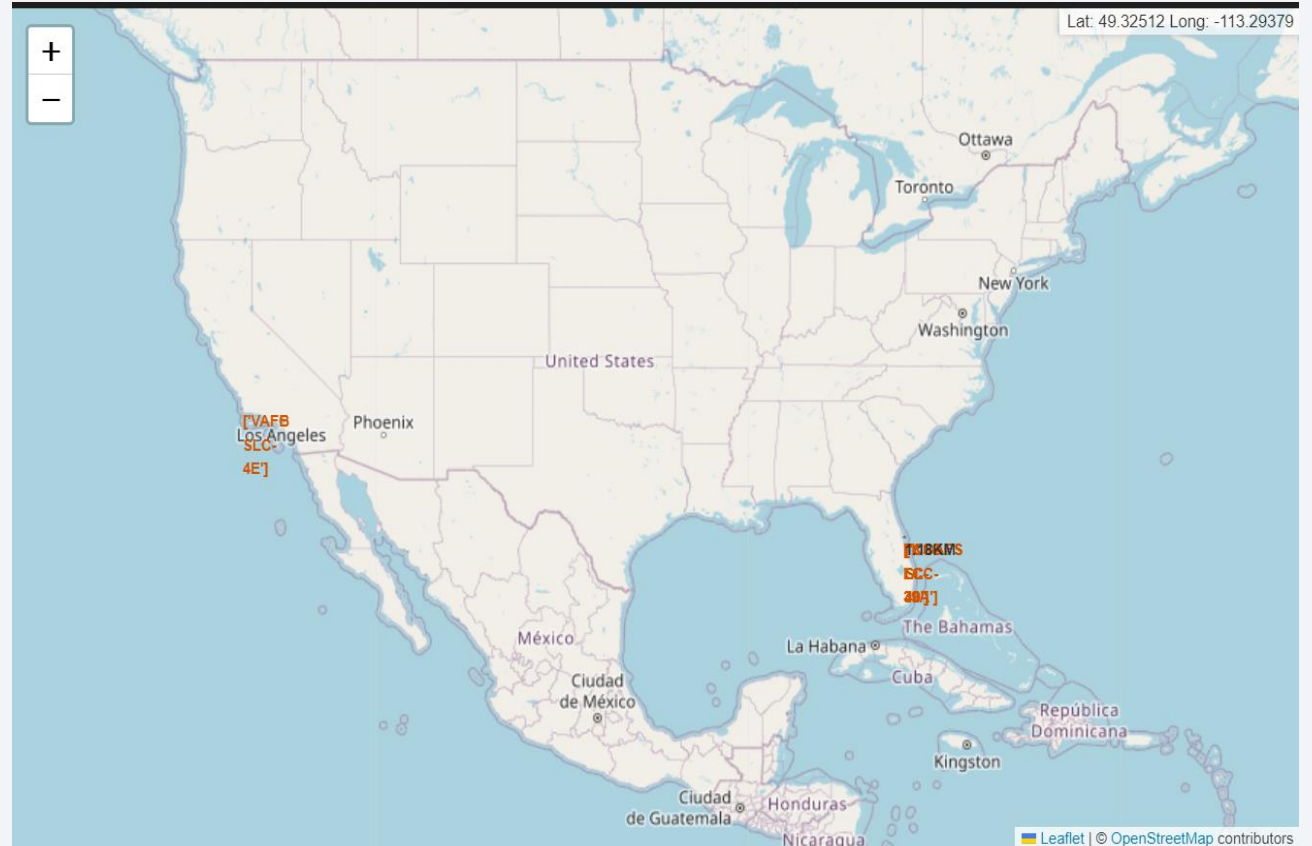 +
Lat: 49.32512 Long: -113.29379
−
Ottawa
Toronto
New York
Washington
United States
['VAFB
Phoenix
Los Angeles
SLC-
4E']
The Bahamas
México
La Habana
Cuba
Ciudad
de México
República
Dominicana
Kingston
Ciudad
de Guatemala
Honduras
Nicaragua
Leaflet | © OpenStreetMap contributors